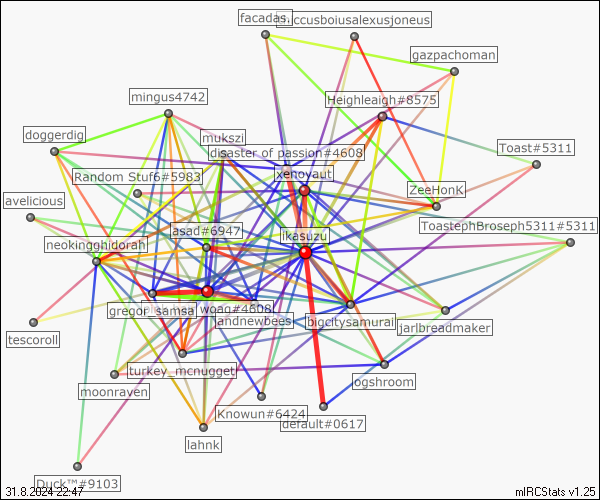 facadas.
succusboiusalexusjoneus
gazpachoman
mingus4742
Heighleaigh#8575
doggerdig
mukszi
disaster of passion#4608
Toast#5311
Random Stuf6#5983
xenoyaut
ZeeHonK
avelicious
asad#6947
likasuzu
ToastephBroseph5311#5311
neokingghidorah
gregor_samsa
woag#4608
landnewbees
bigcitysamurai
jarlbreadmaker
tescoroll
turkey_mcnugget
ogshroom
moonraven
Knowun#6424
default#0617
lahnk
Duck™#9103
31.8.2024 22:47
mIRCStats v1.25